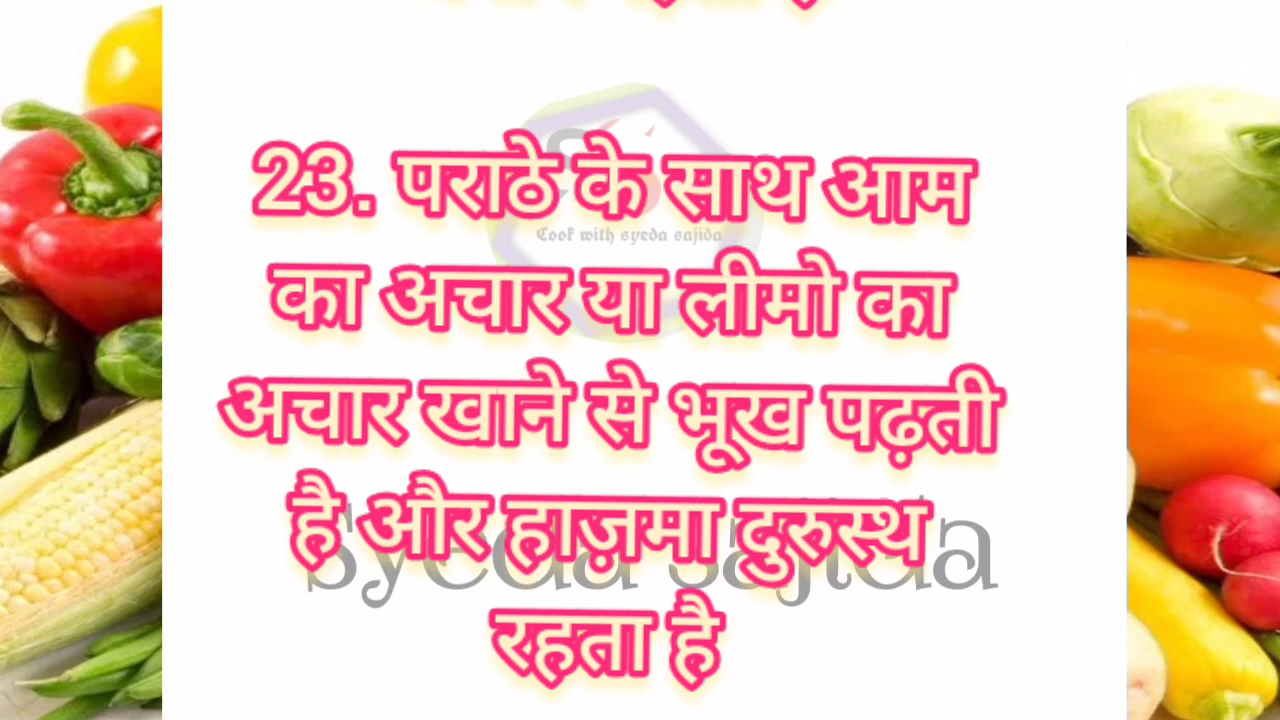 23. पराठे के साथ आम
Cook with syeda sajida
का अचार या लीमो का
अचार खाने से भूख पढ़ती
है और हाज़मा दुरुस्थ
Syeda sajida
रहता है